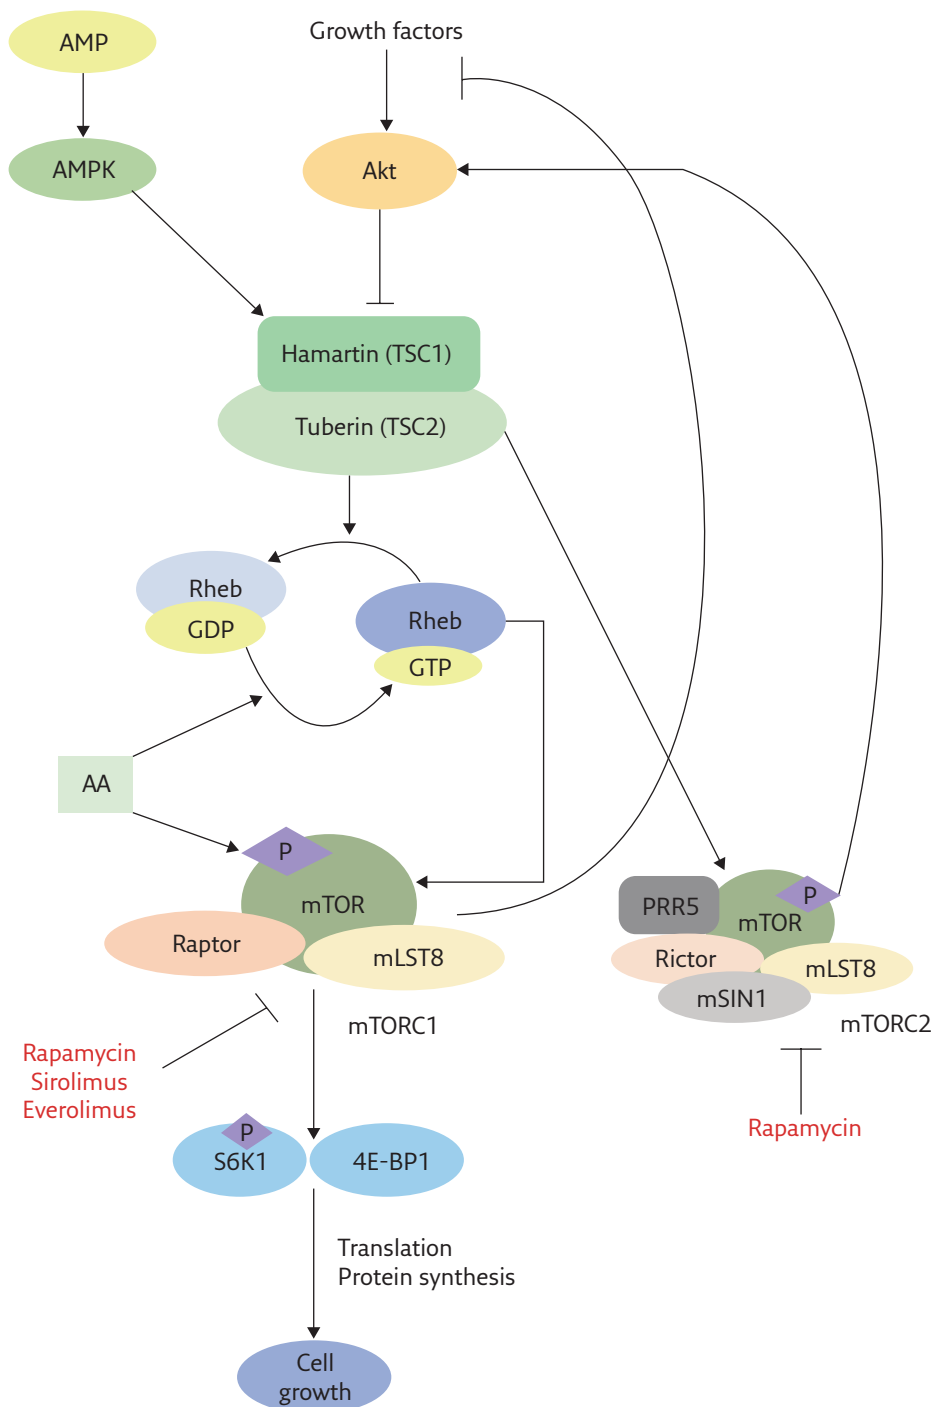 AMP
Growth factors
AMPK
Akt
Hamartin (TSC1)
Tuberin (TSC2)
Rheb
GDP
Rheb
GTP
AA
P
mTOR
Raptor
mLST8
mTORC1
PRR5
P
mTOR
Rictor
mLST8
mSIN1
mTORC2
Rapamycin
Sirolimus
Everolimus
Rapamycin
P
S6K1
4E-BP1
Translation
Protein synthesis
Cell
growth